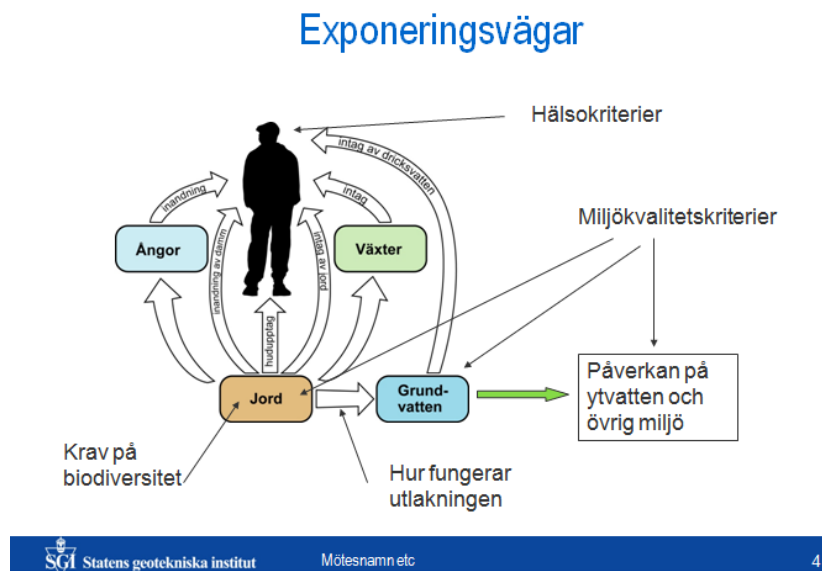 Exponeringsvägar
Hälsokriterier
intag av dricksvatten
inandning
intag
Miljökvalitetskriterier
Ångor
inandning av damm
intag av jord
Växter
hudupptag
Jord
Grund-
vatten
Påverkan på
ytvatten och
övrig miljö
Krav på
biodiversitet
Hur fungerar
utlakningen
SGI Statens geotekniska institut
Mötesnamn etc
4